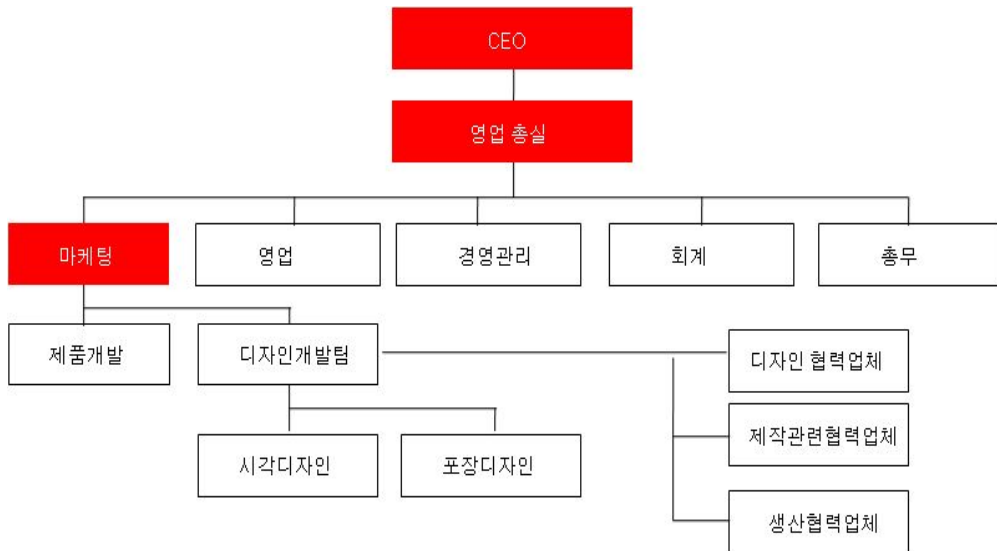 CEO
영업 총실
마케팅
영업
경영관리
회계
총무
제품개발
디자인개발팀
디자인 협력업체
제작관련협력업체
시각디자인
포장디자인
생산협력업체